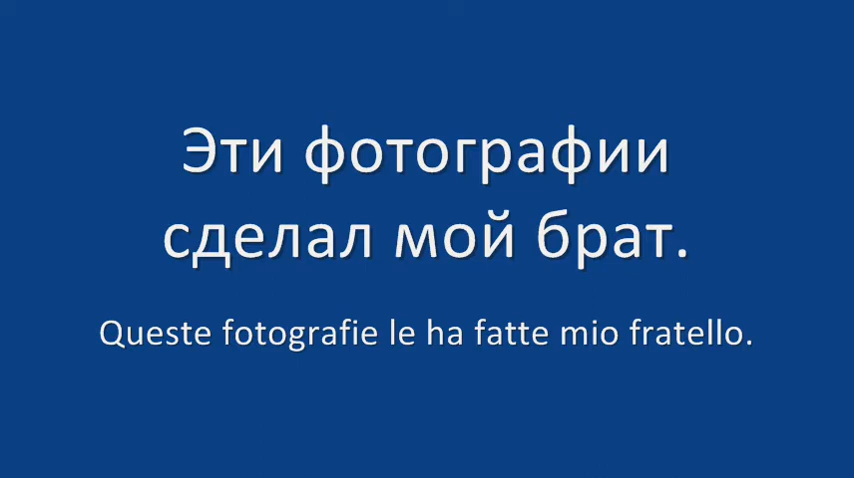 Эти фотографии
сделал мой брат.
Queste fotografie le ha fatte mio fratello.